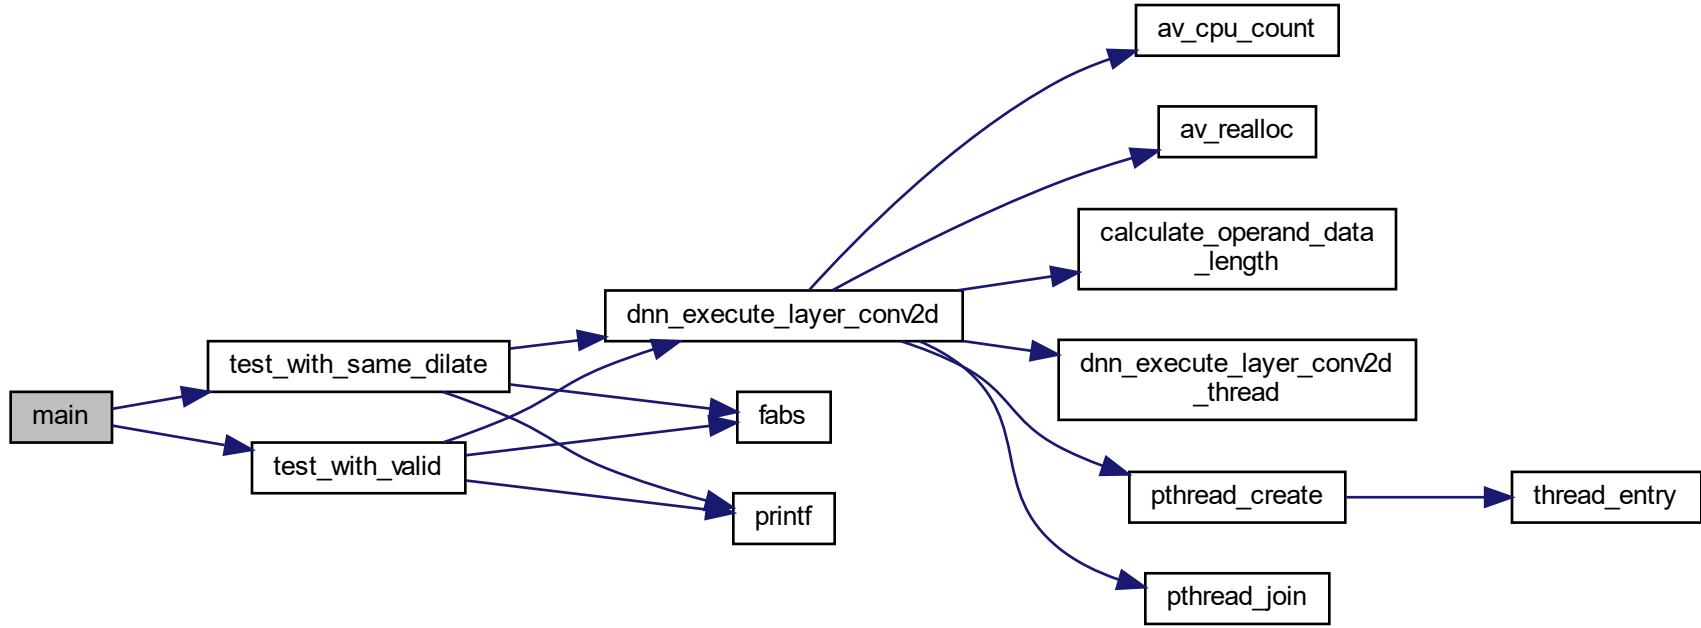 av_cpu_count
av_realloc
calculate_operand_data
_length
dnn_execute_layer_conv2d
test_with_same_dilate
dnn_execute_layer_conv2d
_thread
main
fabs
test_with_valid
pthread_create
thread_entry
printf
pthread_join